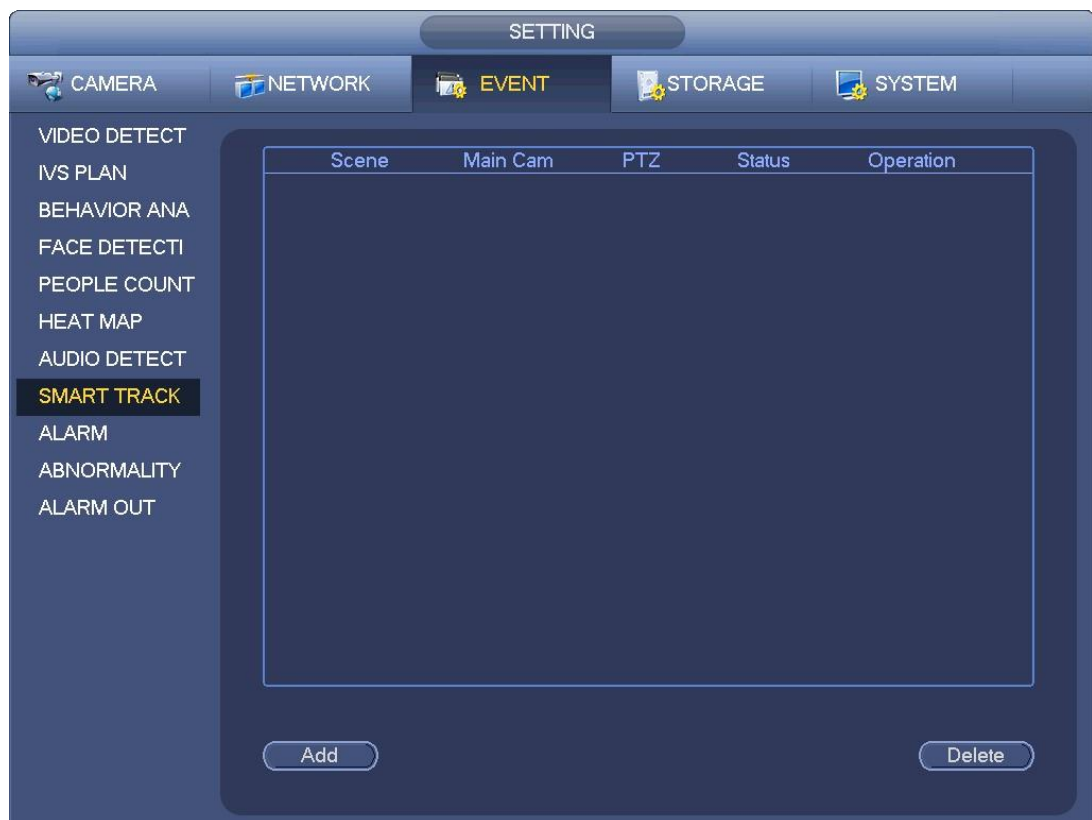 SETTING
CAMERA NETWORK EVENT STORAGE SYSTEM
VIDEO DETECT
IVS PLAN
BEHAVIOR ANA
FACE DETECTI
PEOPLE COUNT
HEAT MAP
AUDIO DETECT
SMART TRACK
ALARM
ABNORMALITY
ALARM OUT
Scene Main Cam PTZ Status Operation
Add Delete